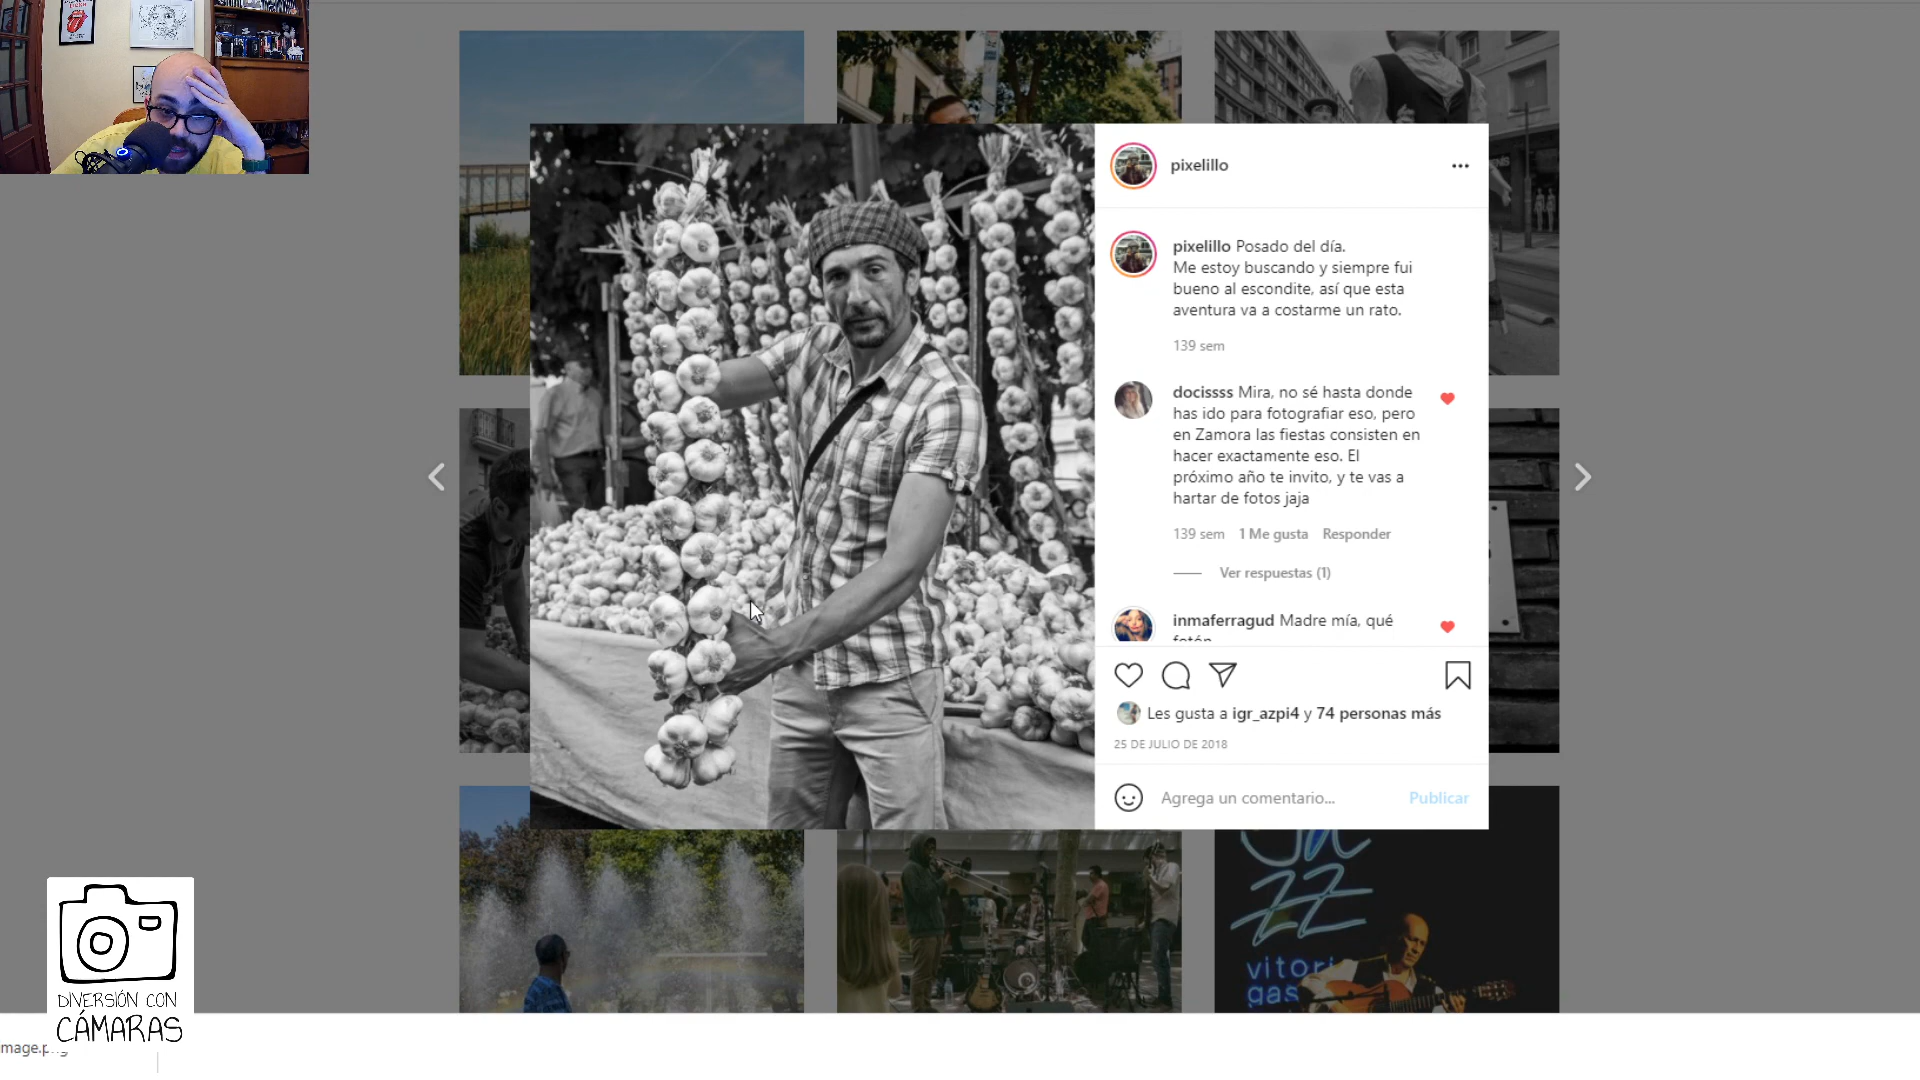 pixelillo
pixelillo Posado del día.
Me estoy buscando y siempre fui
bueno al escondite, así que esta
aventura va a costarme un rato.
139 sem
docissss Mira, no sé hasta donde
has ido para fotografiar eso, pero
en Zamora las fiestas consisten en
hacer exactamente eso. El
próximo año te invito, y te vas a
hartar de fotos jaja
139 sem 1 Me gusta Responder
Ver respuestas (1)
inmaferragud Madre mía, qué
Les gusta a igr_azpi4 y 74 personas más
25 DE JULIO DE 2018
Agrega un comentario... Publicar
vitori
gas
DIVERSIÓN CON
CÁMARAS